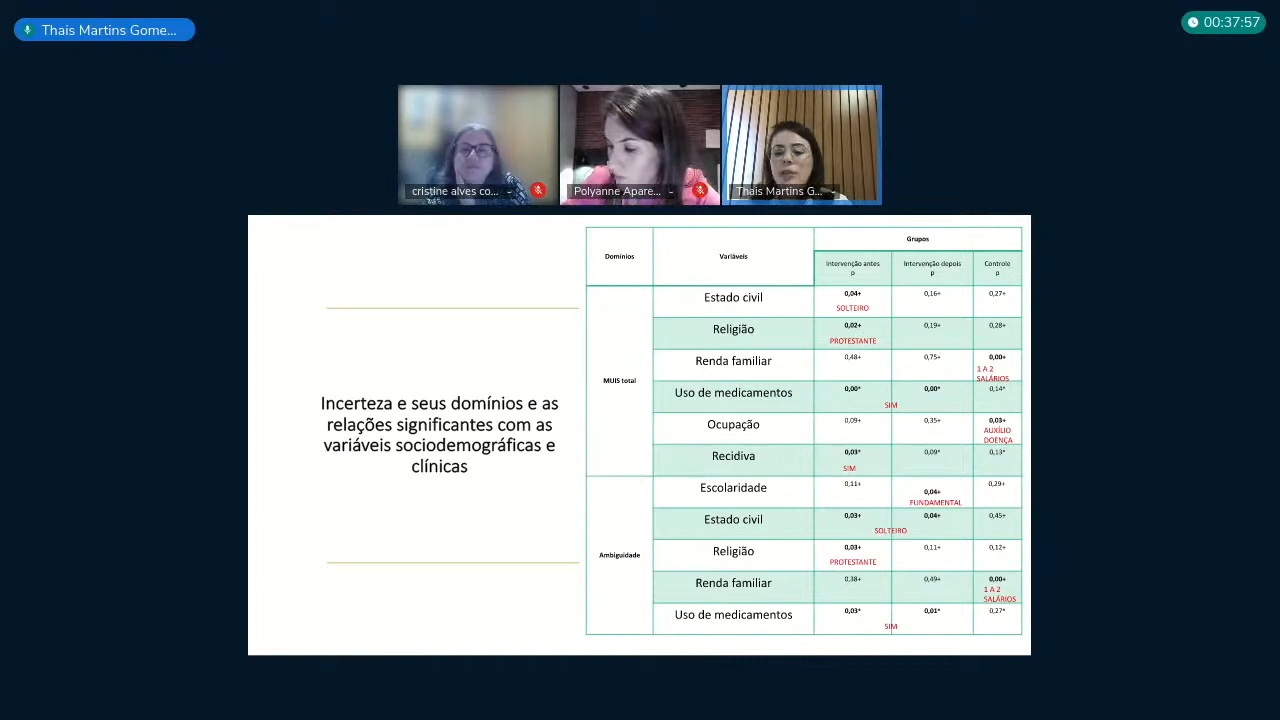 Thais Martins Gome...
00:37:57
cristine alves co...
Polyanne Apare...
Thais Martins G...
Incerteza e seus domínios e as
relações significantes com as
variáveis sociodemográficas e
clínicas
Domínios Variáveis Grupos
Intervenção antes p Intervenção depois p Controle p
MUIS total
Estado civil 0,04+ 0,16+ 0,27+
SOLTEIRO
Religião 0,02+ 0,19+ 0,28+
PROTESTANTE
Renda familiar 0,48+ 0,75+ 0,00+
1 A 2
SALÁRIOS
Uso de medicamentos 0,00* 0,00* 0,14*
SIM
Ocupação 0,09+ 0,35+ 0,03+
AUXÍLIO
DOENÇA
Recidiva 0,03* 0,09* 0,13*
SIM
Ambiguidade
Escolaridade 0,11+ 0,04+ 0,29+
FUNDAMENTAL
Estado civil 0,03+ 0,04+ 0,45+
SOLTEIRO
Religião 0,03+ 0,11+ 0,12+
PROTESTANTE
Renda familiar 0,38+ 0,49+ 0,00+
1 A 2
SALÁRIOS
Uso de medicamentos 0,03* 0,01* 0,27*
SIM